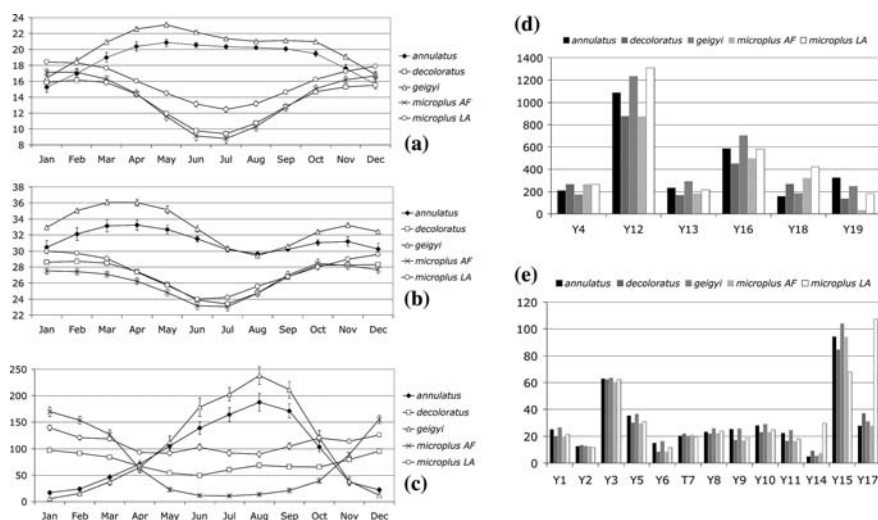 24
22
20
18
16
14
12
10
8
Jan Feb Mar Apr May Jun Jul Aug Sep Oct Nov Dec
annulatus
decoloratus
geigyi
microplus AF
microplus LA
(a)
38
36
34
32
30
28
26
24
22
Jan Feb Mar Apr May Jun Jul Aug Sep Oct Nov Dec
annulatus
decoloratus
geigyi
microplus AF
microplus LA
(b)
250
200
150
100
50
0
Jan Feb Mar Apr May Jun Jul Aug Sep Oct Nov Dec
annulatus
decoloratus
geigyi
microplus AF
microplus LA
(c)
(d)
annulatus decoloratus geigyi microplus AF microplus LA
1400
1200
1000
800
600
400
200
0
Y4 Y12 Y13 Y16 Y18 Y19
(e)
annulatus decoloratus geigyi microplus AF microplus LA
120
100
80
60
40
20
0
Y1 Y2 Y3 Y5 Y6 T7 Y8 Y9 Y10 Y11 Y14 Y15 Y17